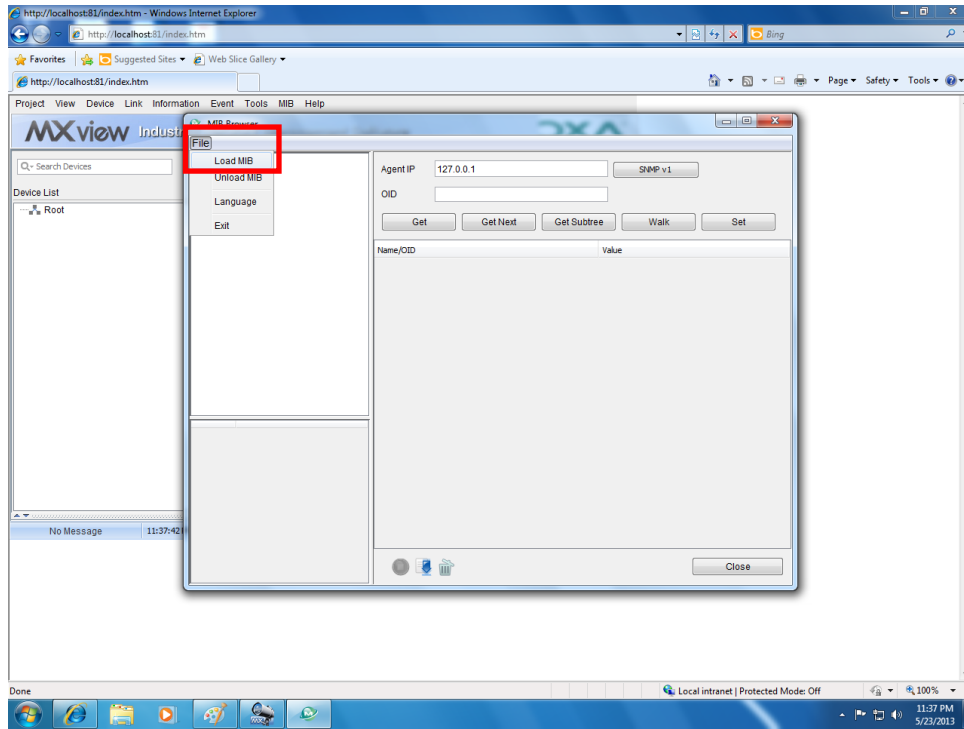 http://localhost:81/index.htm - Windows Internet Explorer
http://localhost:81/index.htm
Bing
Favorites
Suggested Sites
Web Slice Gallery
http://localhost:81/index.htm
Page
Safety
Tools
Project View Device Link Information Event Tools MIB Help
MXview
MIB Browser
File
Load MIB
Unload MIB
Language
Exit
Search Devices
Device List
Root
Agent IP 127.0.0.1 SNMP v1
OID
Get Get Next Get Subtree Walk Set
Name/OID Value
No Message 11:37:42
Close
Done
Local intranet | Protected Mode: Off
100%
11:37 PM
5/23/2013